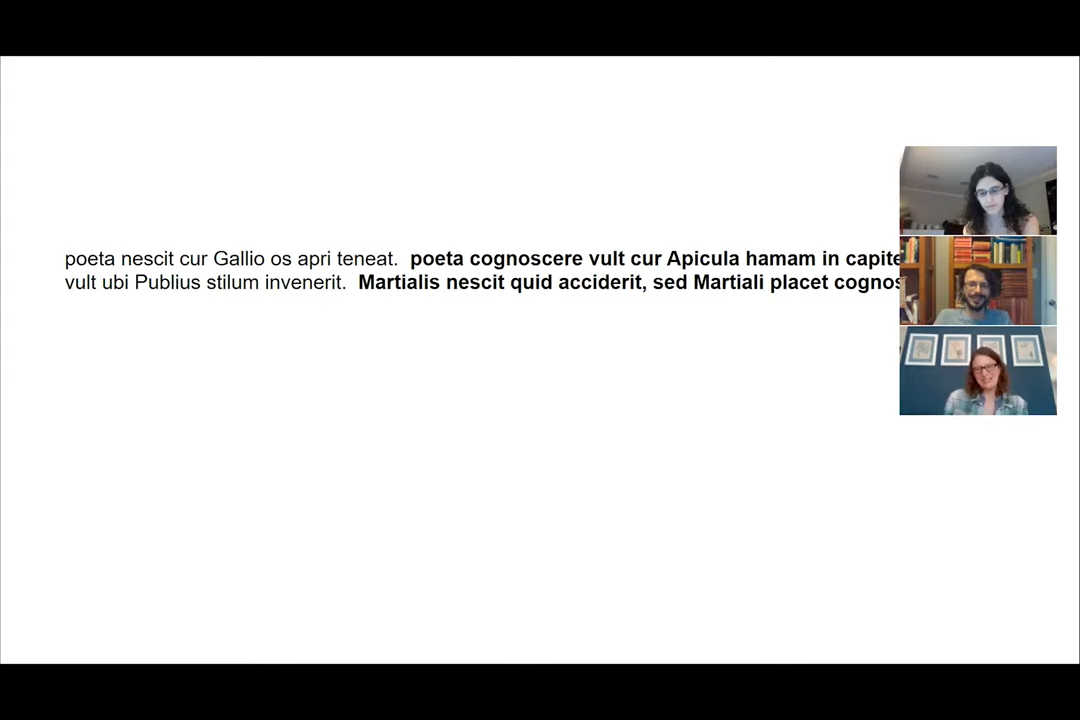 poeta nescit cur Gallio os apri teneat. poeta cognoscere vult cur Apicula hamam in capite
vult ubi Publius stilum invenerit. Martialis nescit quid acciderit, sed Martiali placet